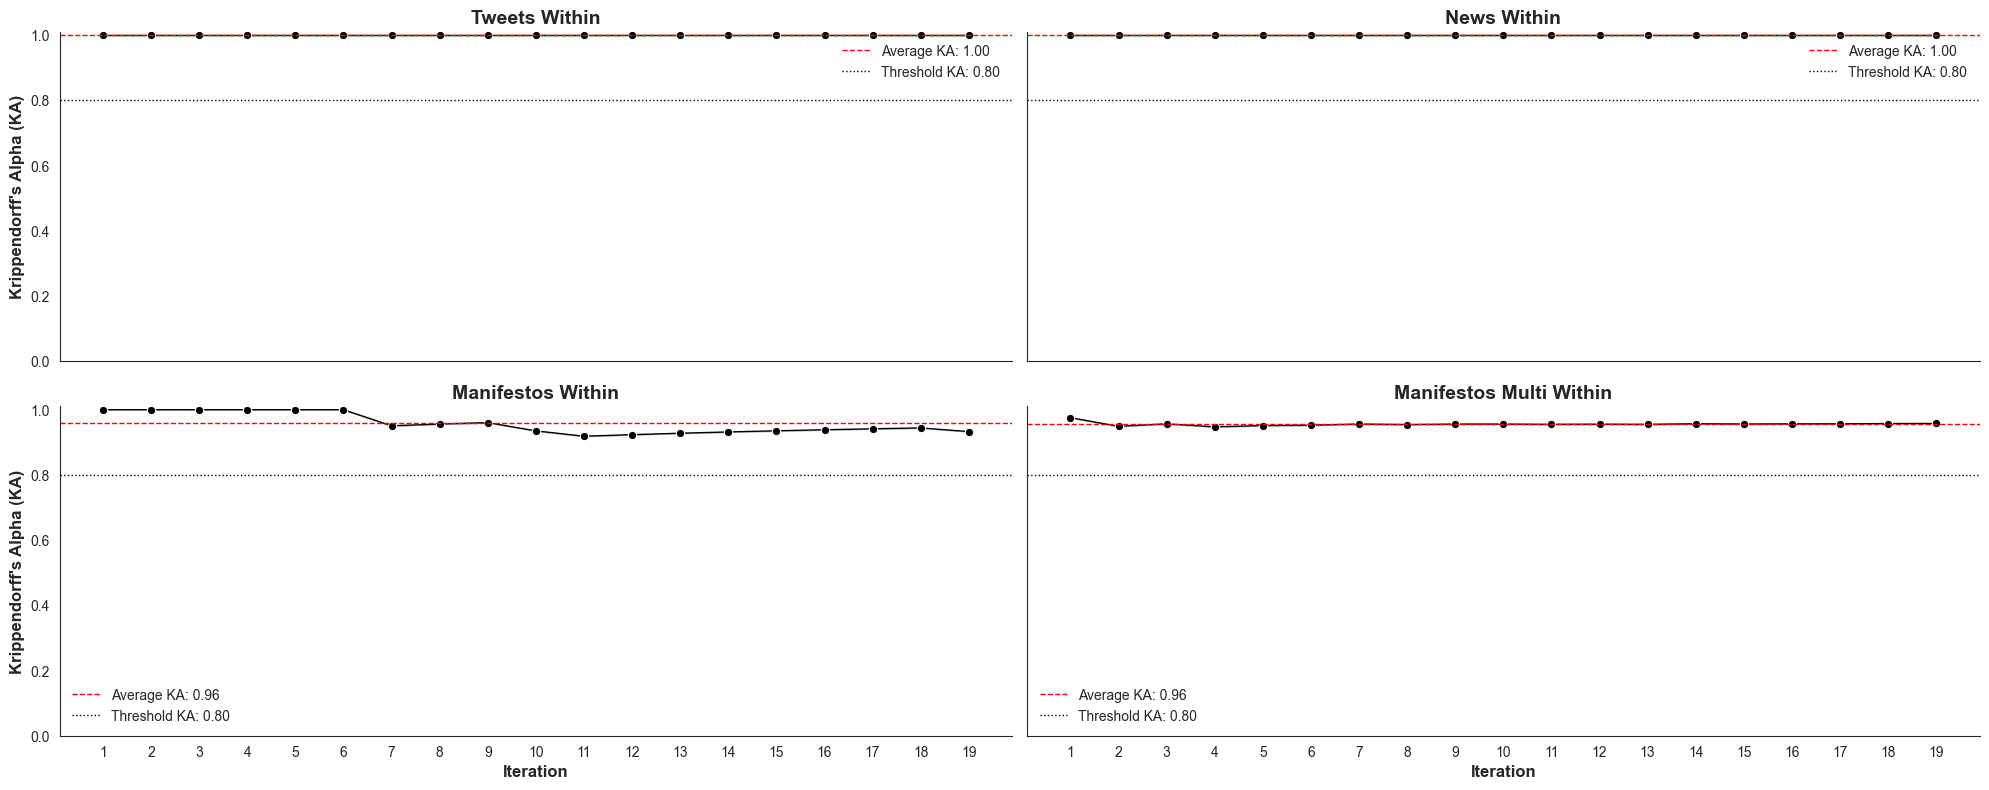 Tweets Within
News Within
Krippendorff's Alpha (KA)
1.0
0.8
0.6
0.4
0.2
0.0
Average KA: 1.00
Threshold KA: 0.80
Average KA: 1.00
Threshold KA: 0.80
Manifestos Within
Manifestos Multi Within
Krippendorff's Alpha (KA)
1.0
0.8
0.6
0.4
0.2
0.0
Average KA: 0.96
Threshold KA: 0.80
Average KA: 0.96
Threshold KA: 0.80
1 2 3 4 5 6 7 8 9 10 11 12 13 14 15 16 17 18 19
1 2 3 4 5 6 7 8 9 10 11 12 13 14 15 16 17 18 19
Iteration
Iteration